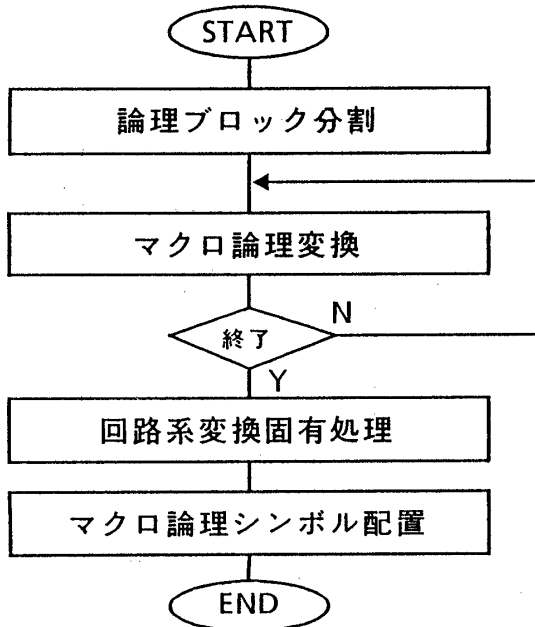 START
論理ブロック分割
マクロ論理変換
終了
N
Y
回路系変換固有処理
マクロ論理シンボル配置
END